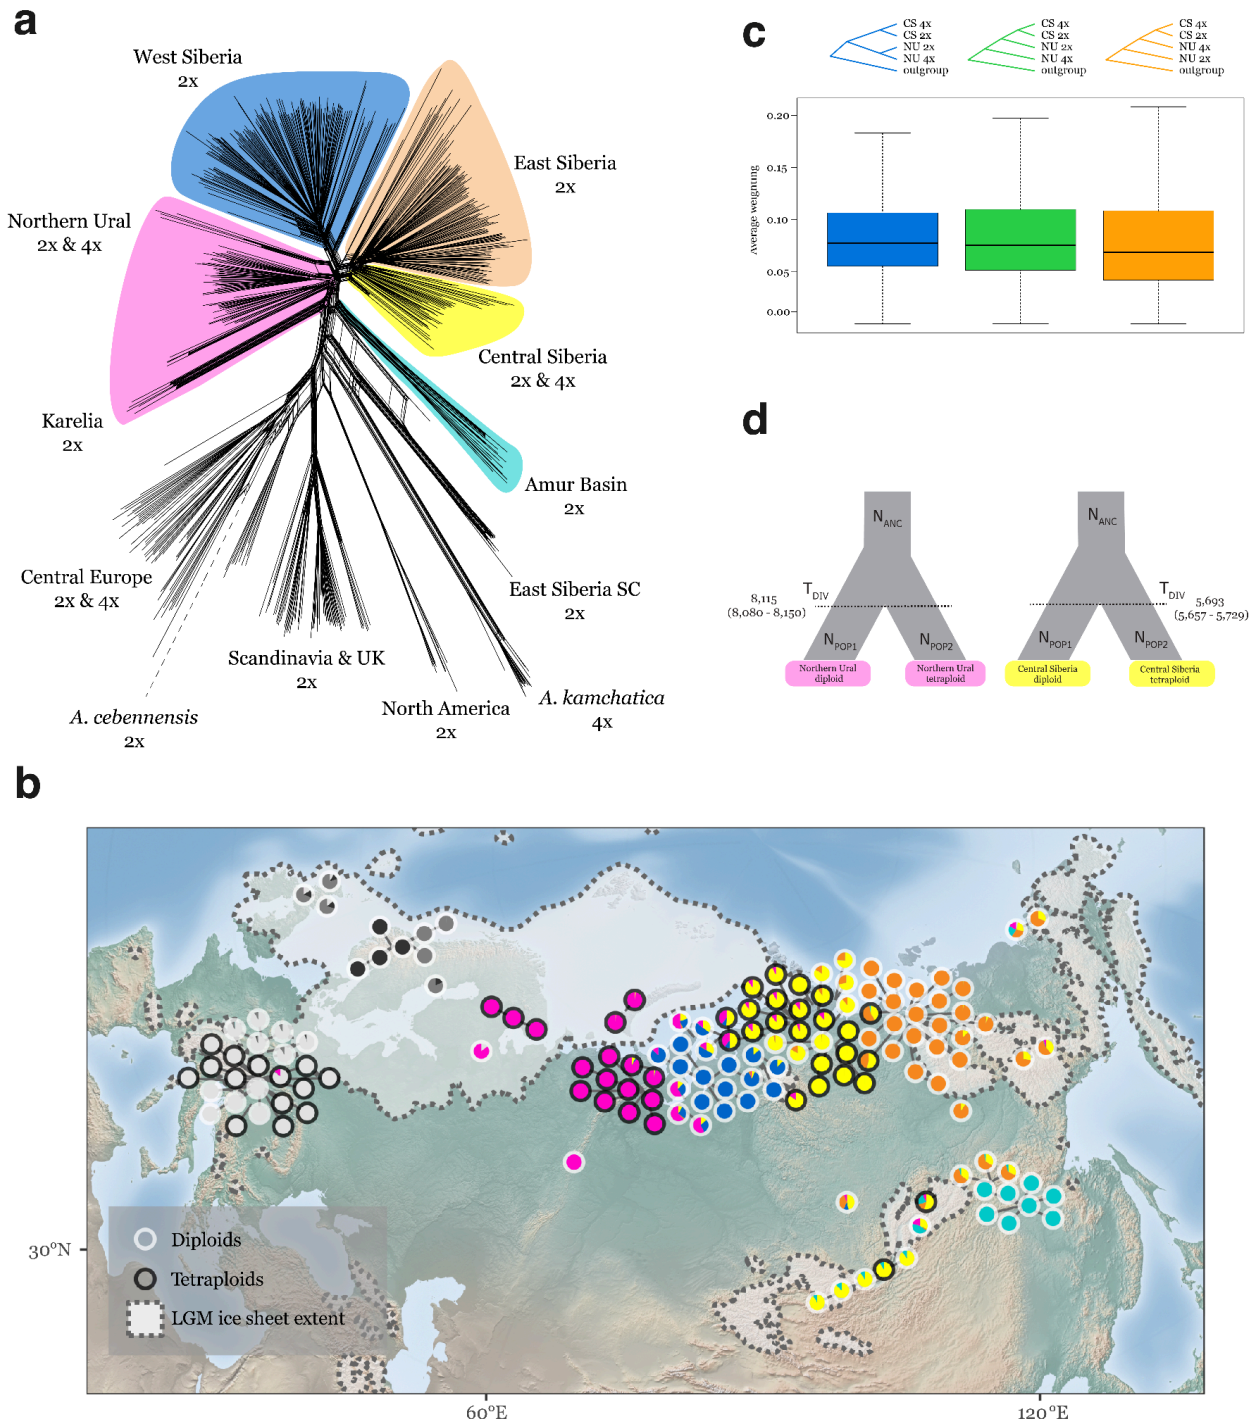 a
West Siberia
2x
East Siberia
2x
Northern Ural
2x & 4x
Central Siberia
2x & 4x
Karelia
2x
Amur Basin
2x
Central Europe
2x & 4x
East Siberia SC
2x
Scandinavia & UK
2x
A. cebennensis
2x
North America
2x
A. kamchatica
4x
c
CS 4x
CS 2x
NU 2x
NU 4x
outgroup
CS 4x
CS 2x
NU 2x
NU 4x
outgroup
CS 4x
CS 2x
NU 4x
NU 2x
outgroup
Average weighting
0.20
0.15
0.10
0.05
0.00
d
NANC
TDIV
8,115
(8,080 - 8,150)
NPOP1
NPOP2
Northern Ural
diploid
Northern Ural
tetraploid
NANC
TDIV
5,693
(5,657 - 5,729)
NPOP1
NPOP2
Central Siberia
diploid
Central Siberia
tetraploid
b
30°N
Diploids
Tetraploids
LGM ice sheet extent
60°E
120°E